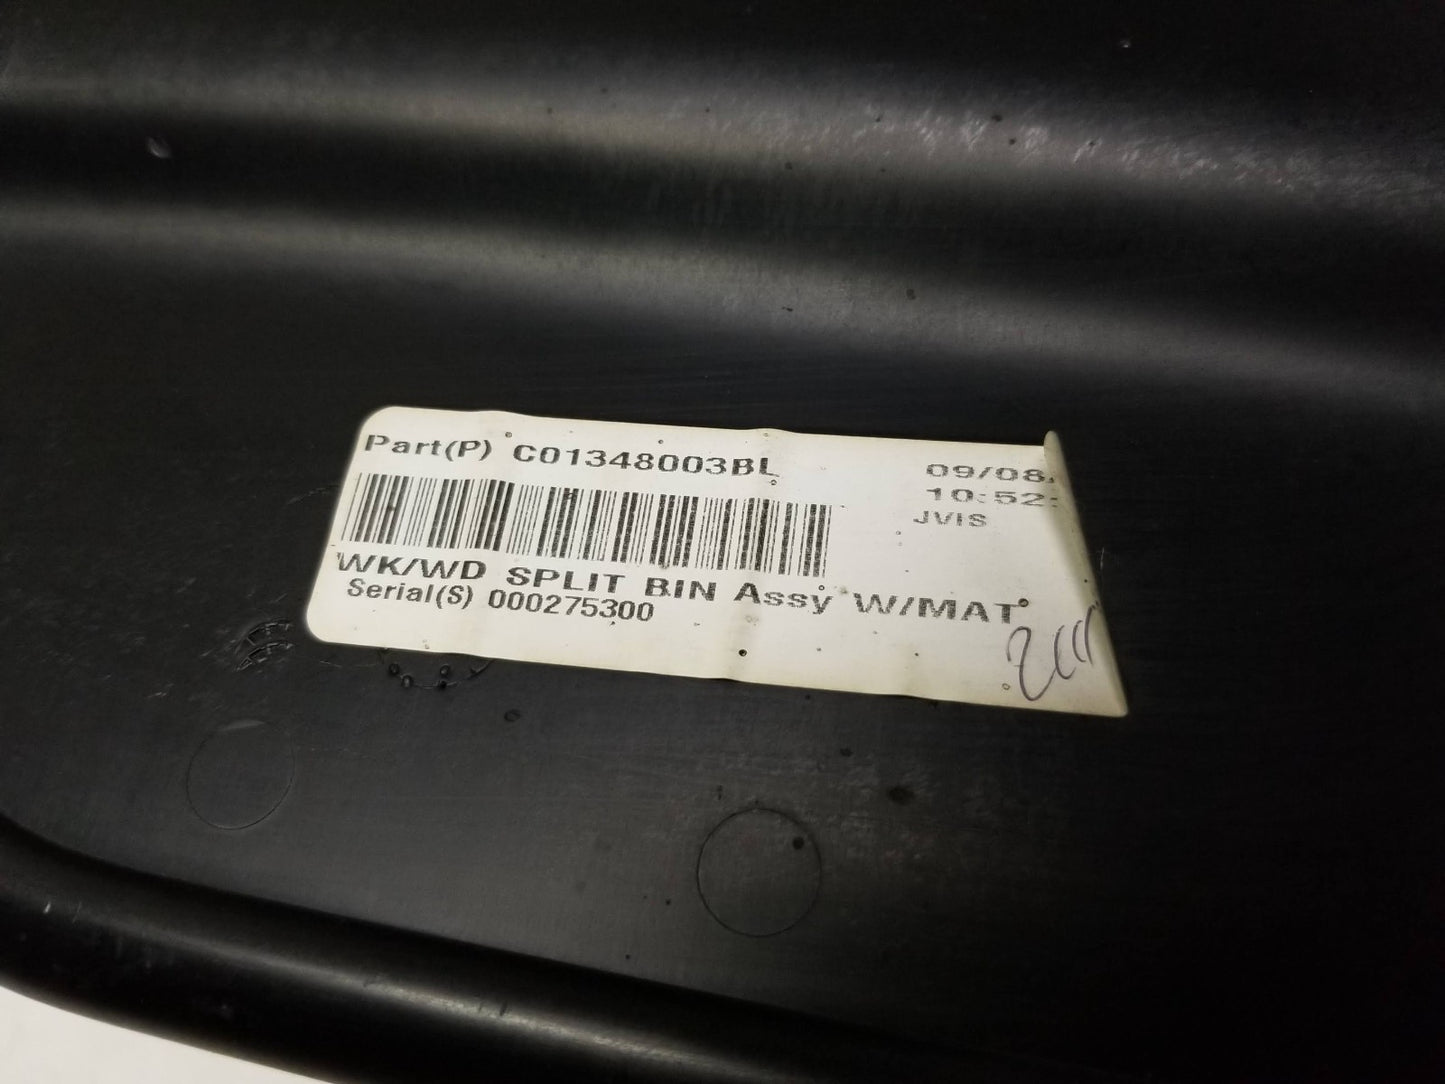 Part(P) C01348003BL
09/08
10:52:
JVIS
WK/WD SPLIT BIN Assy W/MAT
Serial(S) 000275300